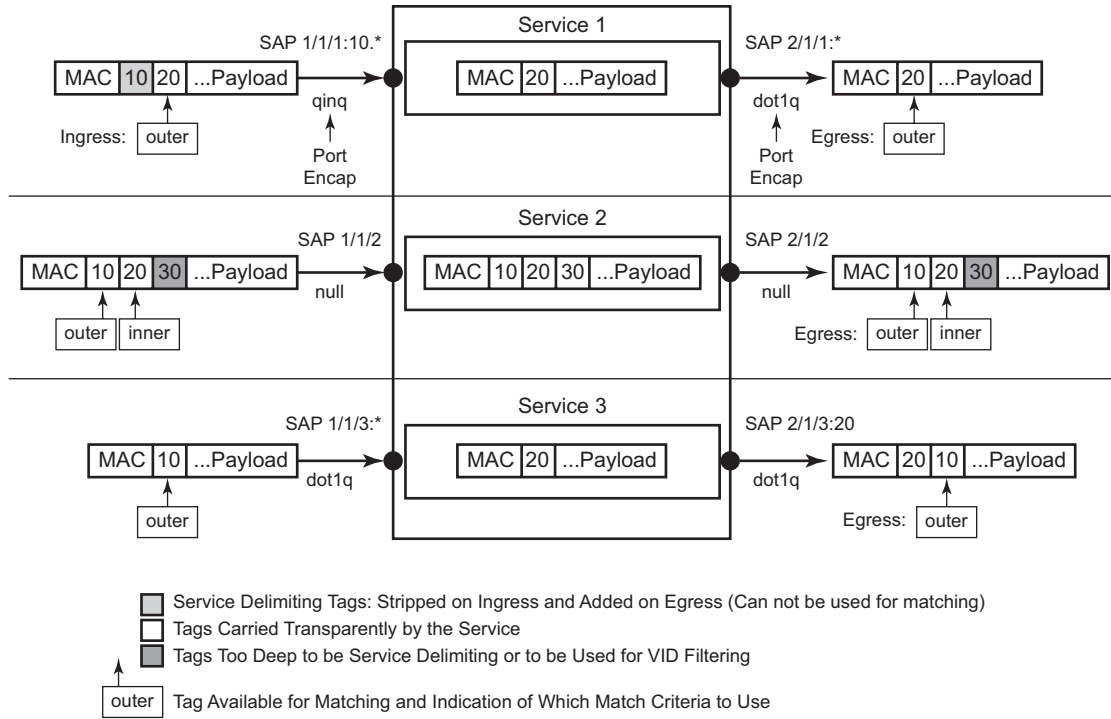 Service 1
SAP 1/1/1:10.*
SAP 2/1/1:*
MAC 10 20 ...Payload
MAC 20 ...Payload
MAC 20 ...Payload
qinq
dot1q
Ingress: outer
Egress: outer
Port
Encap
Port
Encap
Service 2
SAP 1/1/2
SAP 2/1/2
MAC 10 20 30 ...Payload
MAC 10 20 30 ...Payload
MAC 10 20 30 ...Payload
null
null
outer inner
Egress: outer inner
Service 3
SAP 1/1/3:*
SAP 2/1/3:20
MAC 10 ...Payload
MAC 20 ...Payload
MAC 20 10 ...Payload
dot1q
dot1q
outer
Egress: outer
Service Delimiting Tags: Stripped on Ingress and Added on Egress (Can not be used for matching)
Tags Carried Transparently by the Service
Tags Too Deep to be Service Delimiting or to be Used for VID Filtering
outer Tag Available for Matching and Indication of Which Match Criteria to Use